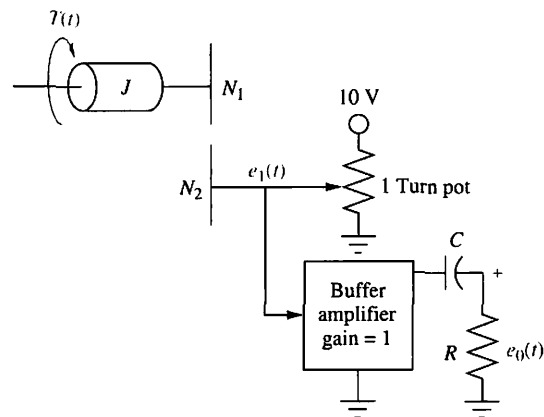 T(t)
J
N1
10 V
N2
e1(t)
1 Turn pot
C
+
Buffer
amplifier
gain = 1
R
e0(t)